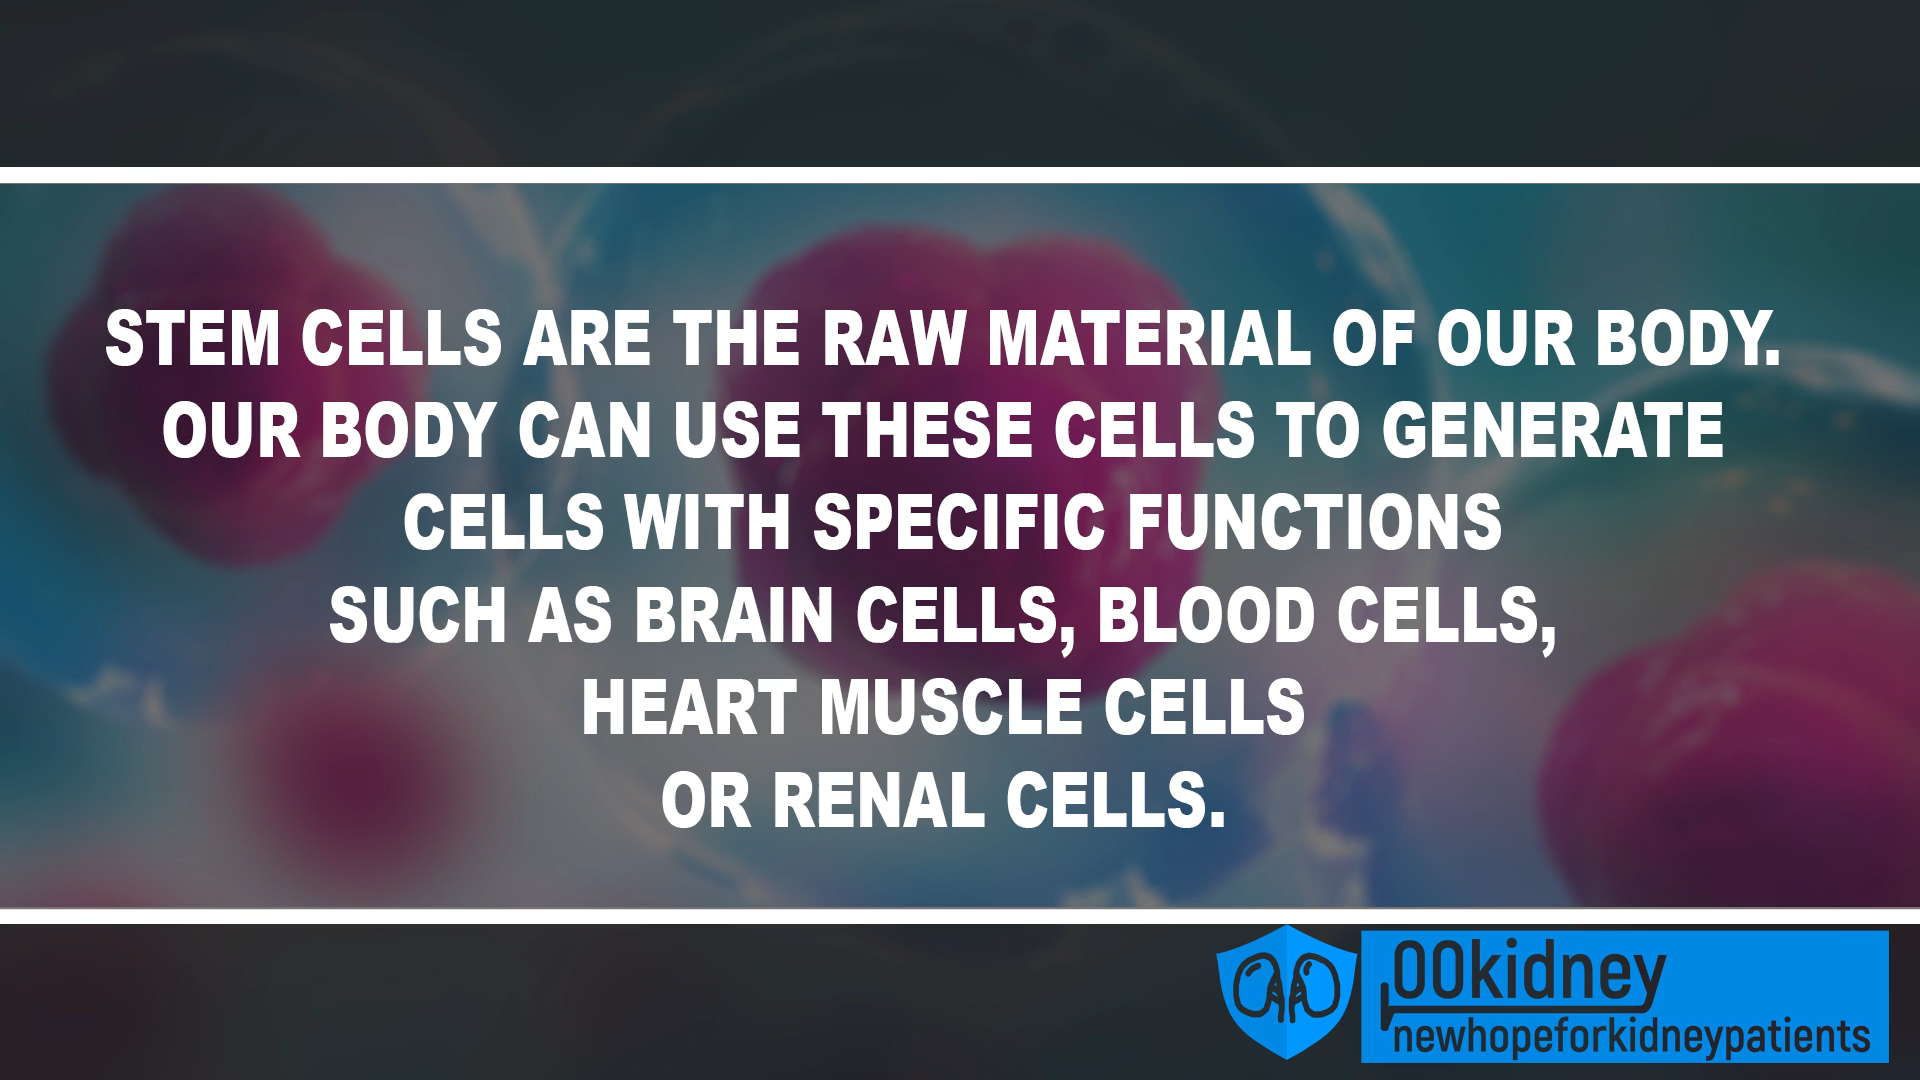 STEM CELLS ARE THE RAW MATERIAL OF OUR BODY.
OUR BODY CAN USE THESE CELLS TO GENERATE
CELLS WITH SPECIFIC FUNCTIONS
SUCH AS BRAIN CELLS, BLOOD CELLS,
HEART MUSCLE CELLS
OR RENAL CELLS.
00kidney
newhopeforkidneypatients